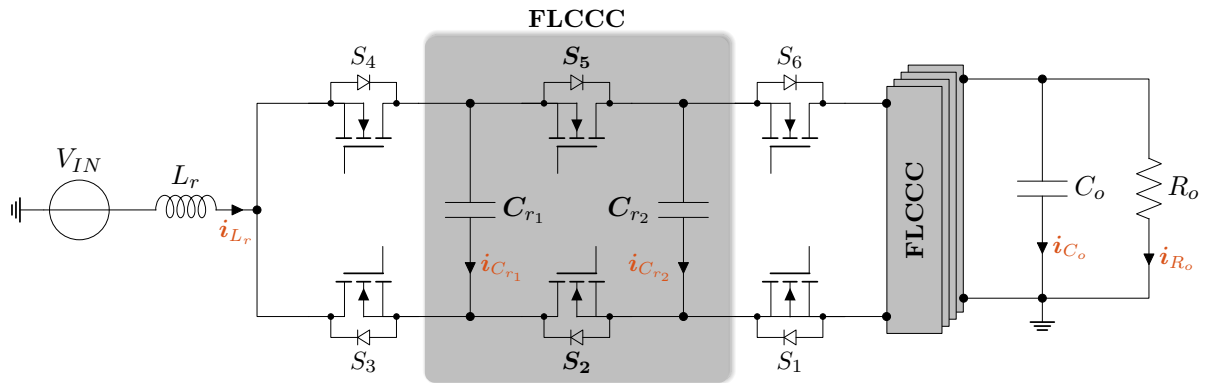 FLCCC
S4
S5
S6
VIN
Lr
iLr
Cr1
Cr2
iCr1
iCr2
FLCCC
Co
Ro
iCo
iRo
S3
S2
S1